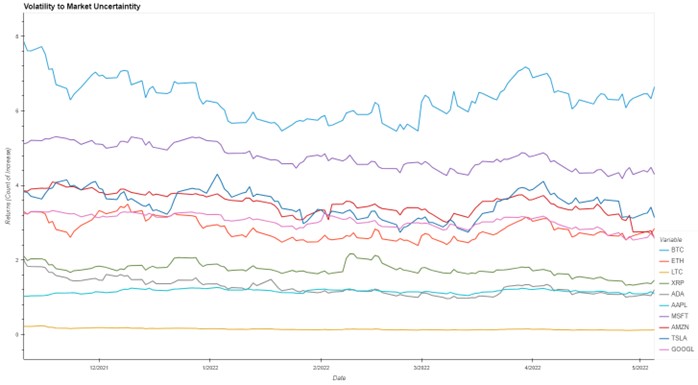 Volatility to Market Uncertaintity
8
6
4
2
0
Returns (Count of Increase)
12/2021
1/2022
2/2022
3/2022
4/2022
5/2022
Date
Variable
BTC
ETH
LTC
XRP
ADA
AAPL
MSFT
AMZN
TSLA
GOOGL